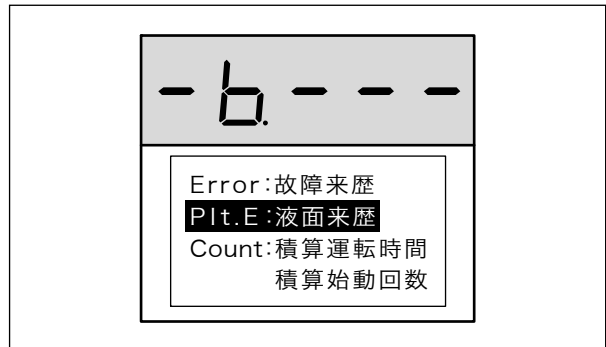 - b. - - -
Error:故障来歴
Plt.E:液面来歴
Count:積算運転時間
積算始動回数